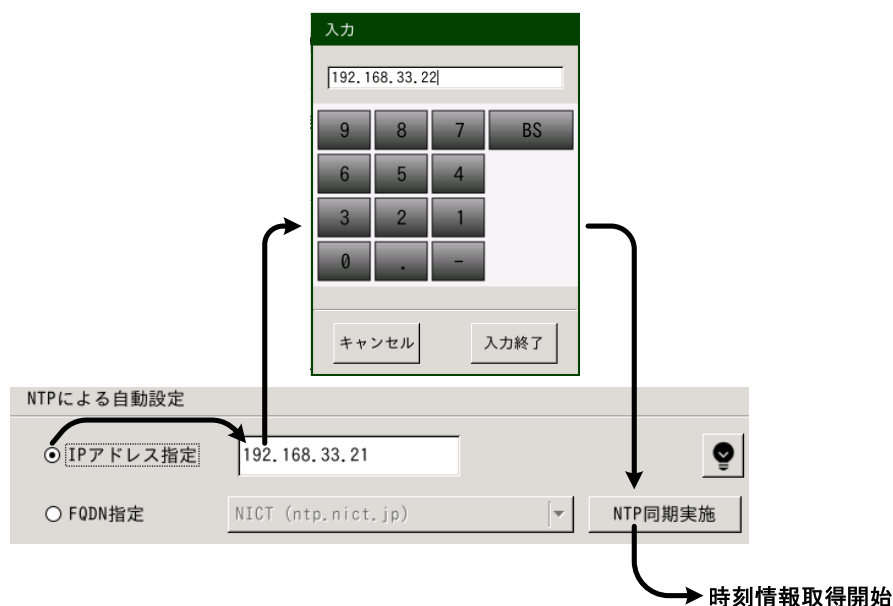 入力
192.168.33.22
9 8 7 BS
6 5 4
3 2 1
0 . -
キャンセル 入力終了
NTPによる自動設定
IPアドレス指定 192.168.33.21
FQDN指定 NICT (ntp.nict.jp) NTP同期実施
時刻情報取得開始